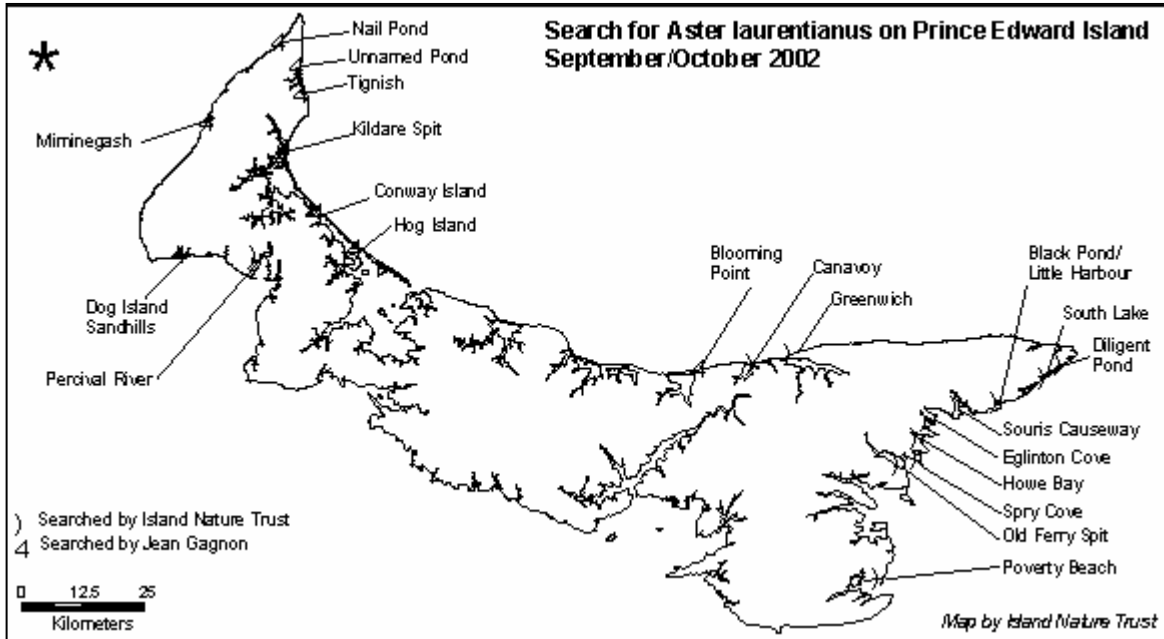 Search for Aster laurentianus on Prince Edward Island
September/October 2002
Nail Pond
Unnamed Pond
Tignish
Miminegash
Kildare Spit
Conway Island
Hog Island
Dog Island
Sandhills
Percival River
Blooming
Point
Canavoy
Greenwich
Black Pond/
Little Harbour
South Lake
Diligent
Pond
Souris Causeway
Eglinton Cove
Howe Bay
Spry Cove
Old Ferry Spit
Poverty Beach
Searched by Island Nature Trust
Searched by Jean Gagnon
0 12.5 25
Kilometers
Map by Island Nature Trust